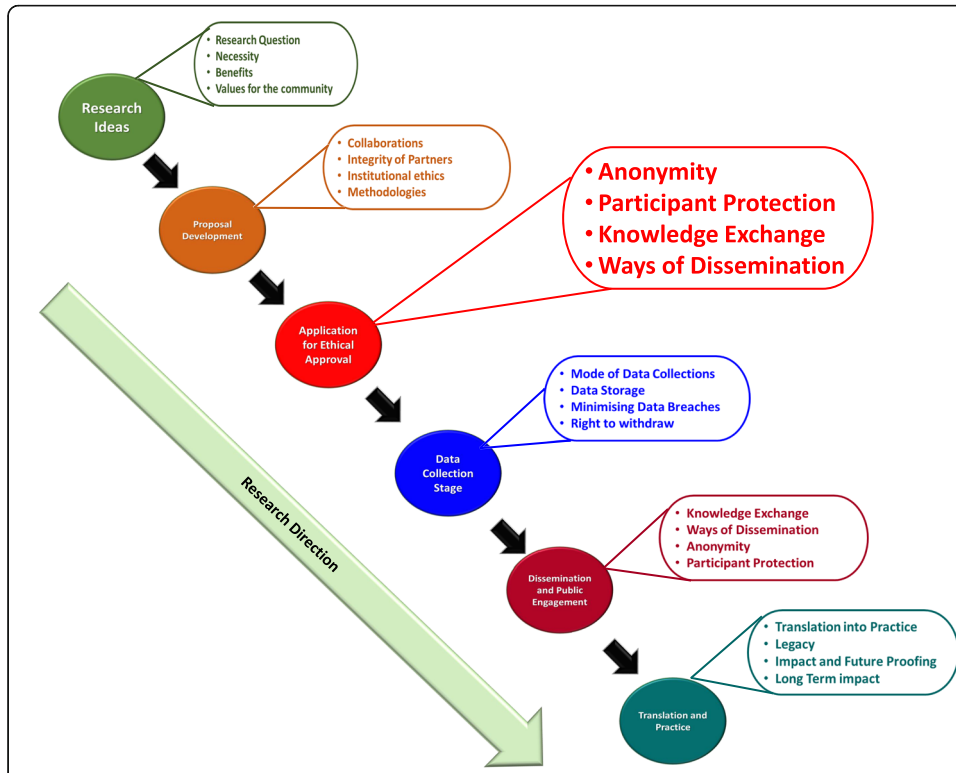 • Research Question
• Necessity
• Benefits
• Values for the community
Research
Ideas
• Collaborations
• Integrity of Partners
• Institutional ethics
• Methodologies
Proposal
Development
• Anonymity
• Participant Protection
• Knowledge Exchange
• Ways of Dissemination
Application
for Ethical
Approval
• Mode of Data Collections
• Data Storage
• Minimising Data Breaches
• Right to withdraw
Data
Collection
Stage
Research Direction
• Knowledge Exchange
• Ways of Dissemination
• Anonymity
• Participant Protection
Dissemination
and Public
Engagement
• Translation into Practice
• Legacy
• Impact and Future Proofing
• Long Term impact
Translation and
Practice